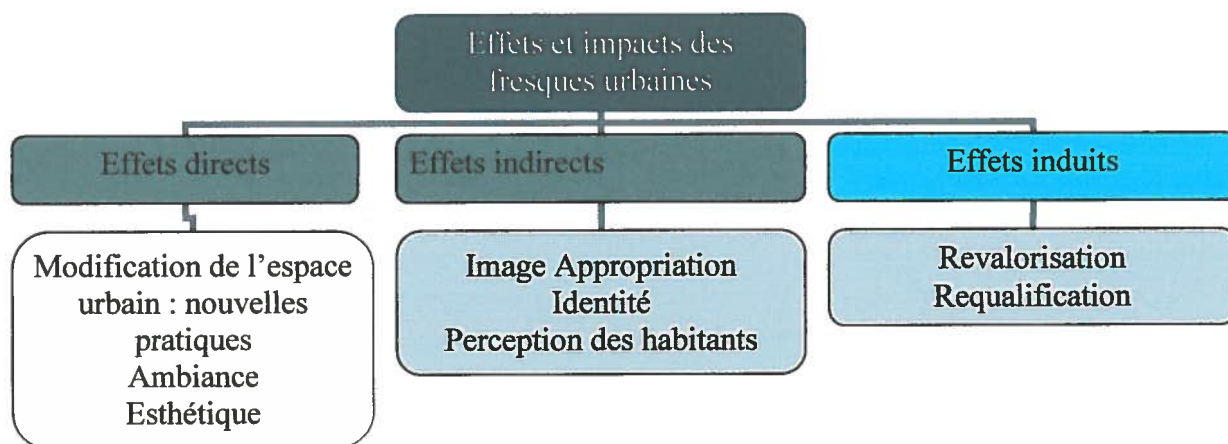 Effets et impacts des
fresques urbaines
Effets directs
Effets indirects
Effets induits
Modification de l'espace
urbain : nouvelles
pratiques
Ambiance
Esthétique
Image Appropriation
Identité
Perception des habitants
Revalorisation
Requalification